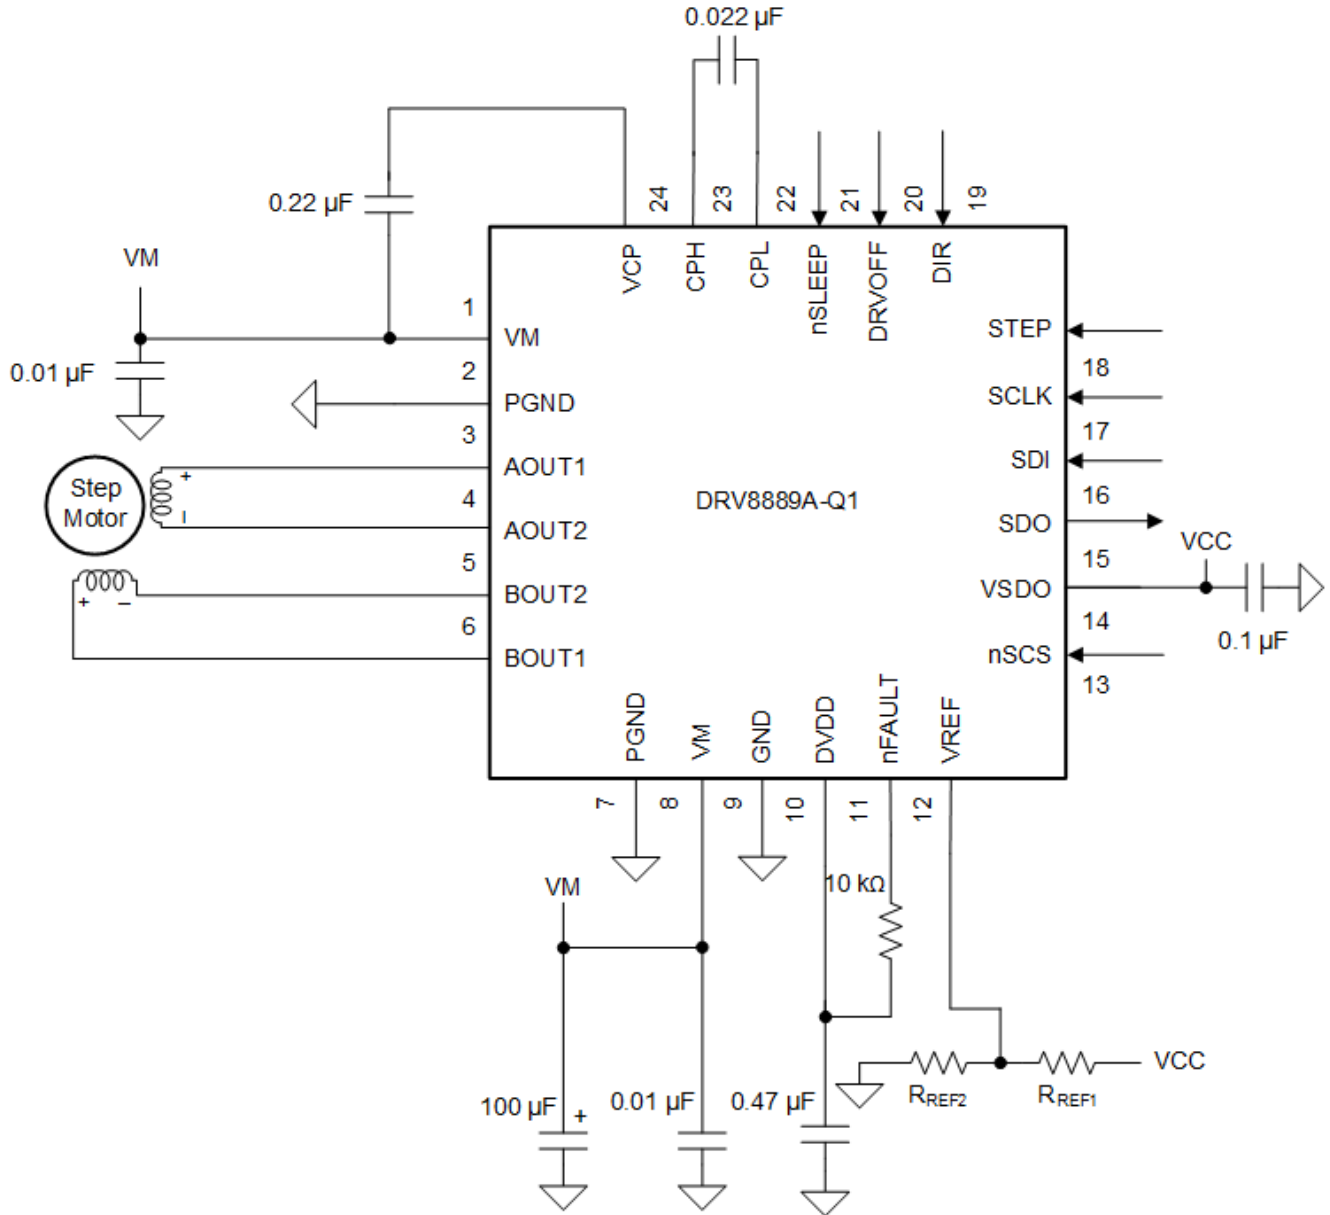 0.022 µF
0.22 µF
24
23
22
21
20
19
VCP
CPH
CPL
nSLEEP
DRVOFF
DIR
VM
0.01 µF
1
VM
2
PGND
3
AOUT1
4
AOUT2
5
BOUT2
6
BOUT1
Step
Motor
+
–
+
–
DRV8889A-Q1
STEP
18
SCLK
17
SDI
16
SDO
15
VSDO
14
nSCS
13
VCC
0.1 µF
PGND
VM
GND
DVDD
nFAULT
VREF
7
8
9
10
11
12
VM
10 kΩ
100 µF
+
0.01 µF
0.47 µF
RREF2
RREF1
VCC